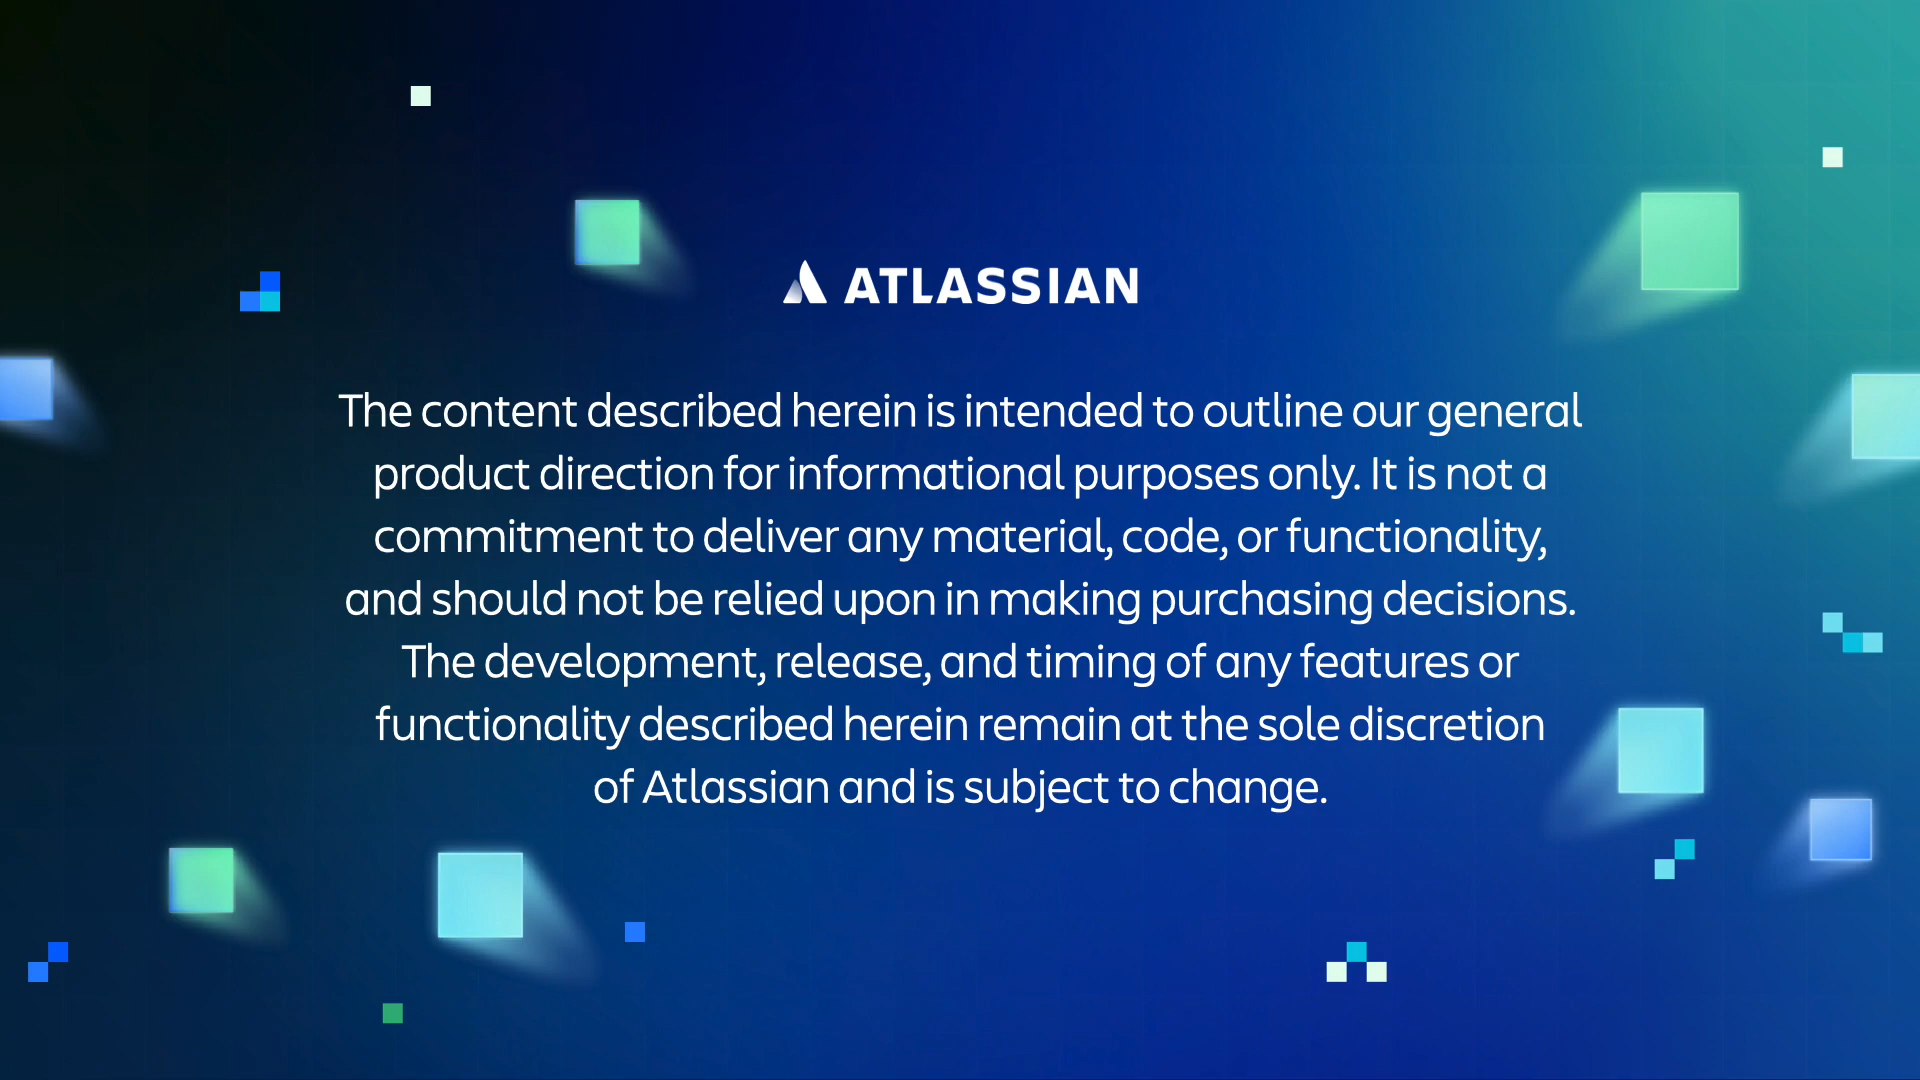 ATLASSIAN
The content described herein is intended to outline our general
product direction for informational purposes only. It is not a
commitment to deliver any material, code, or functionality,
and should not be relied upon in making purchasing decisions.
The development, release, and timing of any features or
functionality described herein remain at the sole discretion
of Atlassian and is subject to change.